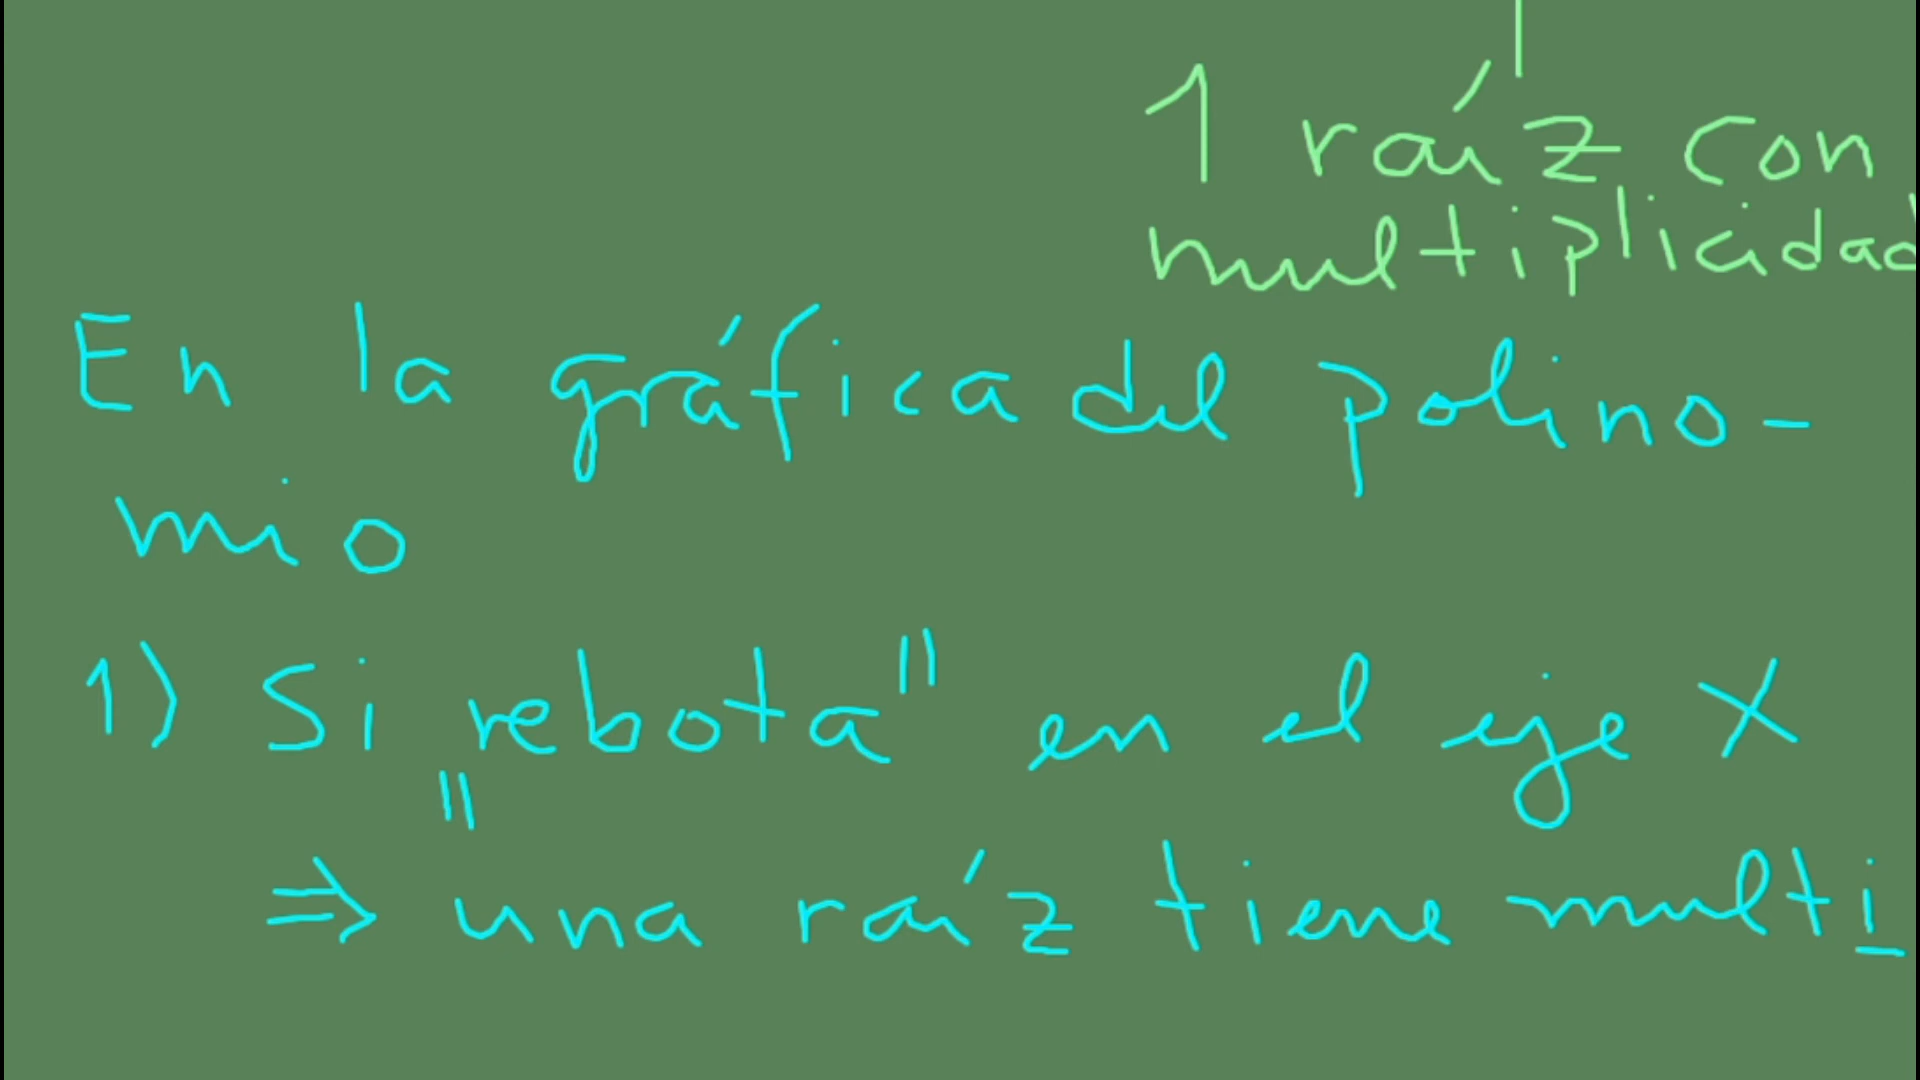 1 raíz con
multiplicidad
En la gráfica del polino-
mio
1) Si "rebota" en el eje X
⇒ una raíz tiene multi